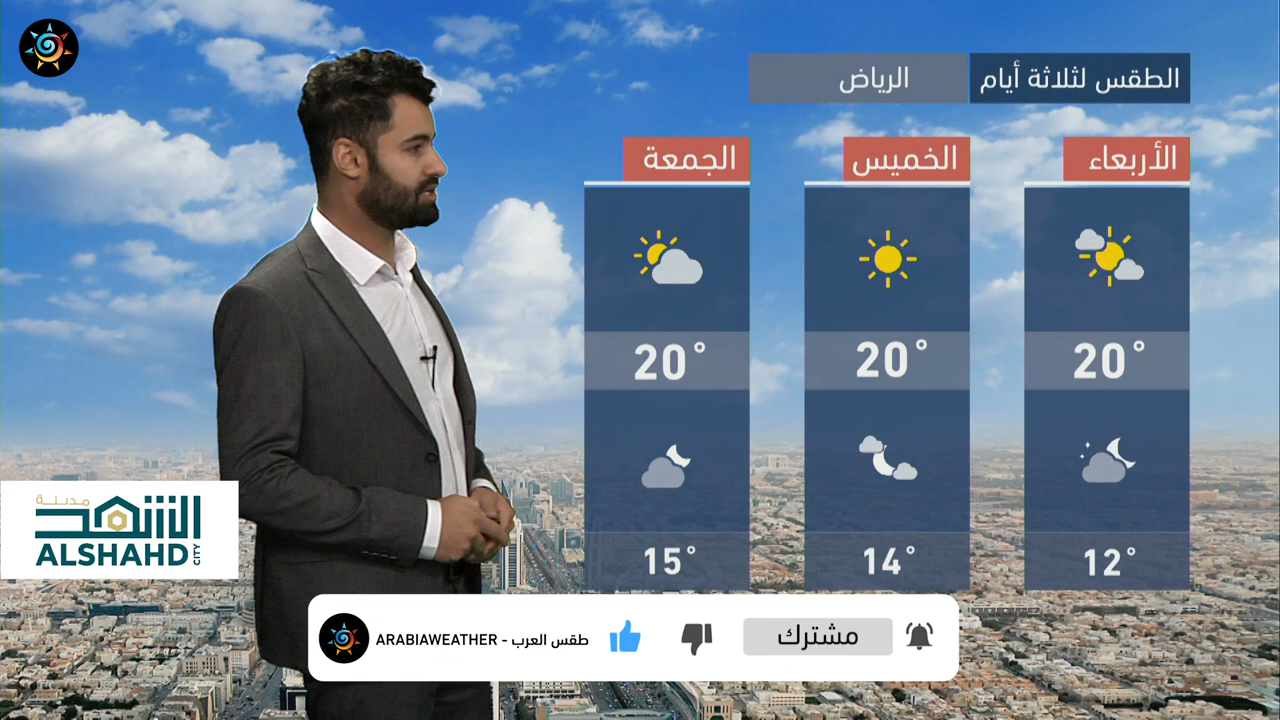 الطقس لثلاثة أيام
الرياض
الأربعاء
الخميس
الجمعة
20°
20°
20°
12°
14°
15°
مدينة
الشهد
ALSHAHD CITY
ARABIAWEATHER - طقس العرب
مشترك